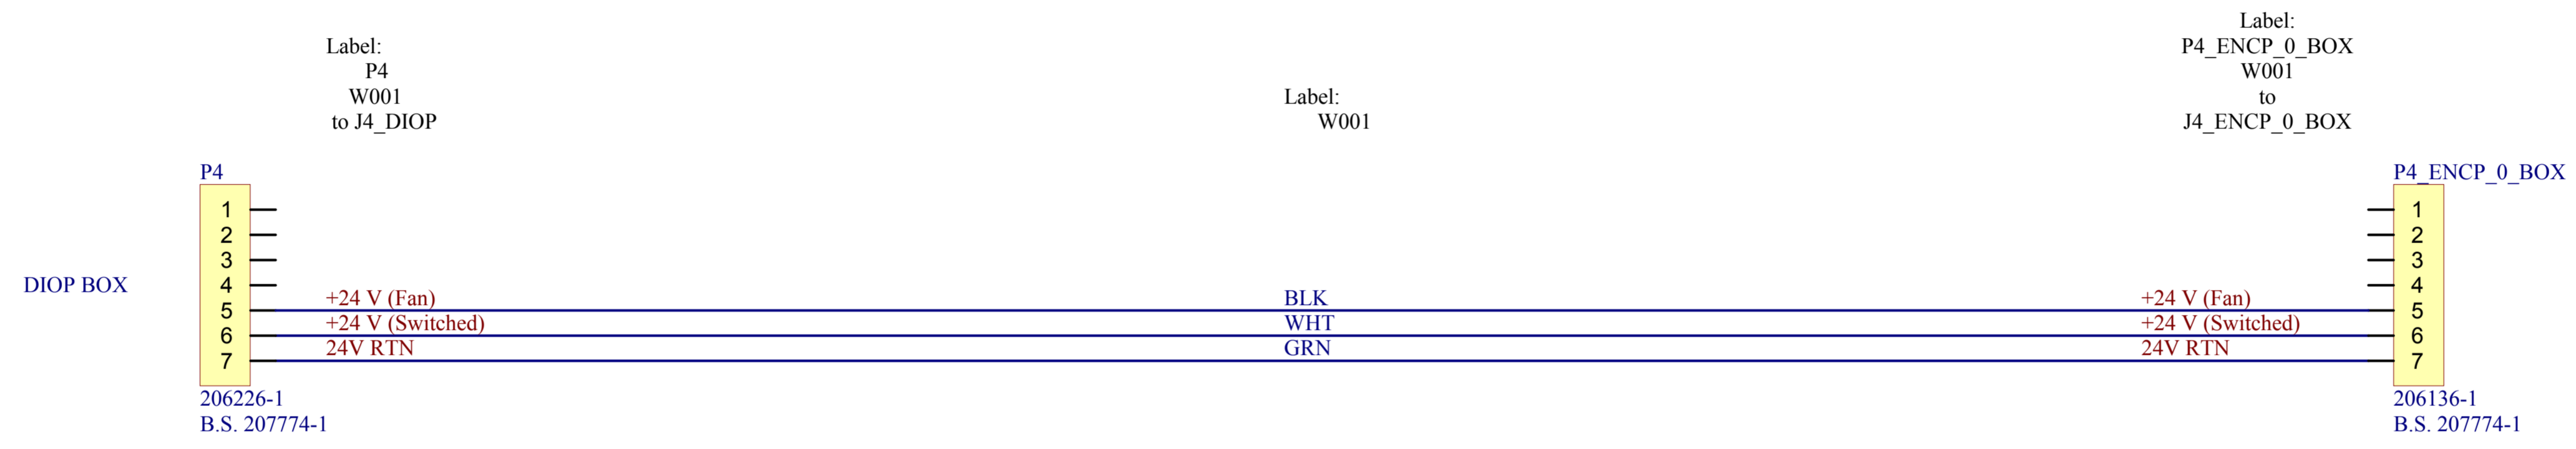 Label:
P4
W001
to J4_DIOP
Label:
W001
Label:
P4_ENCP_0_BOX
W001
to
J4_ENCP_0_BOX
DIOP BOX
P4
1
2
3
4
5
6
7
206226-1
B.S. 207774-1
+24 V (Fan)
+24 V (Switched)
24V RTN
BLK
WHT
GRN
+24 V (Fan)
+24 V (Switched)
24V RTN
P4_ENCP_0_BOX
1
2
3
4
5
6
7
206136-1
B.S. 207774-1